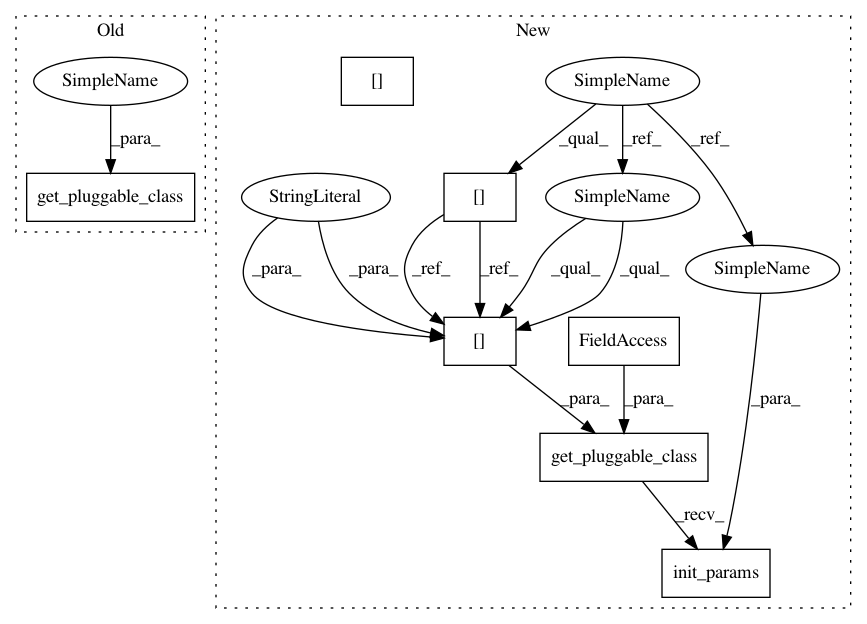 Old
New
SimpleName
[]
SimpleName
_para_
_qual_
_ref_
_ref_
get_pluggable_class
StringLiteral
[]
SimpleName
SimpleName
_para_
_para_
_ref_
_ref_
_qual_
_qual_
[]
FieldAccess
_para_
_para_
_para_
get_pluggable_class
_recv_
init_params